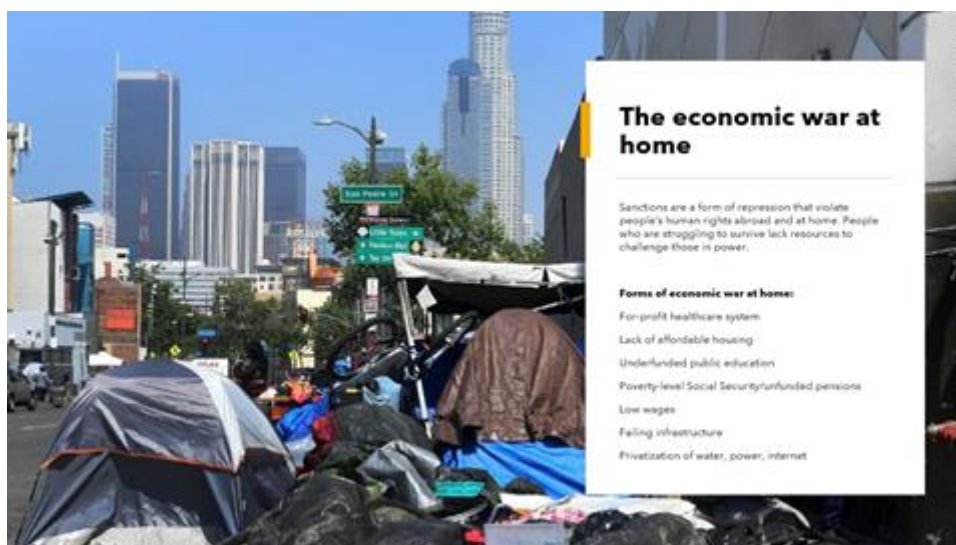 San Pedro St
Little Tokyo
The economic war at
home
Sanctions are a form of repression that violate
people's human rights abroad and at home. People
who are struggling to survive lack resources to
challenge those in power.
Forms of economic war at home:
For-profit healthcare system
Lack of affordable housing
Underfunded public education
Poverty-level Social Security/unfunded pensions
Low wages
Failing infrastructure
Privatization of water, power, internet